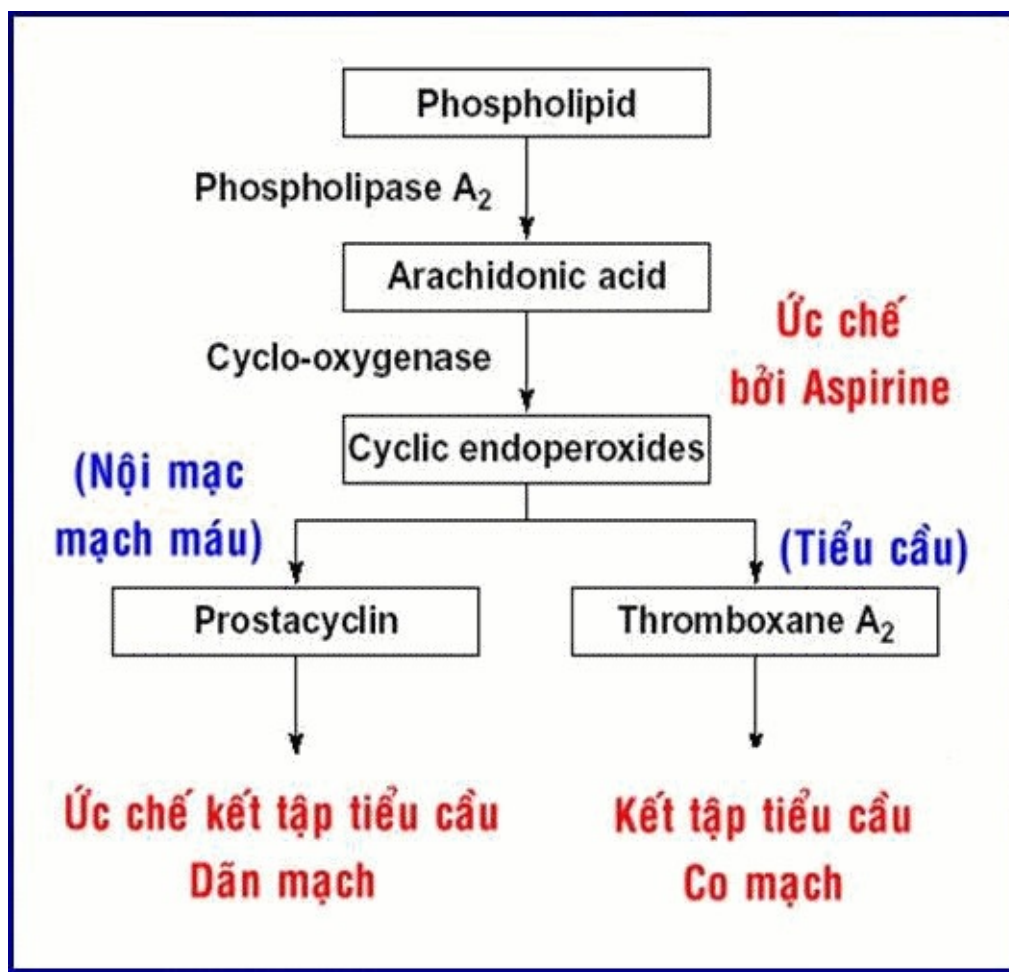 Phospholipid
Phospholipase A₂
Arachidonic acid
Ức chế
bởi Aspirine
Cyclo-oxygenase
Cyclic endoperoxides
(Nội mạc
mạch máu)
(Tiểu cầu)
Prostacyclin
Thromboxane A₂
Ức chế kết tập tiểu cầu
Dãn mạch
Kết tập tiểu cầu
Co mạch